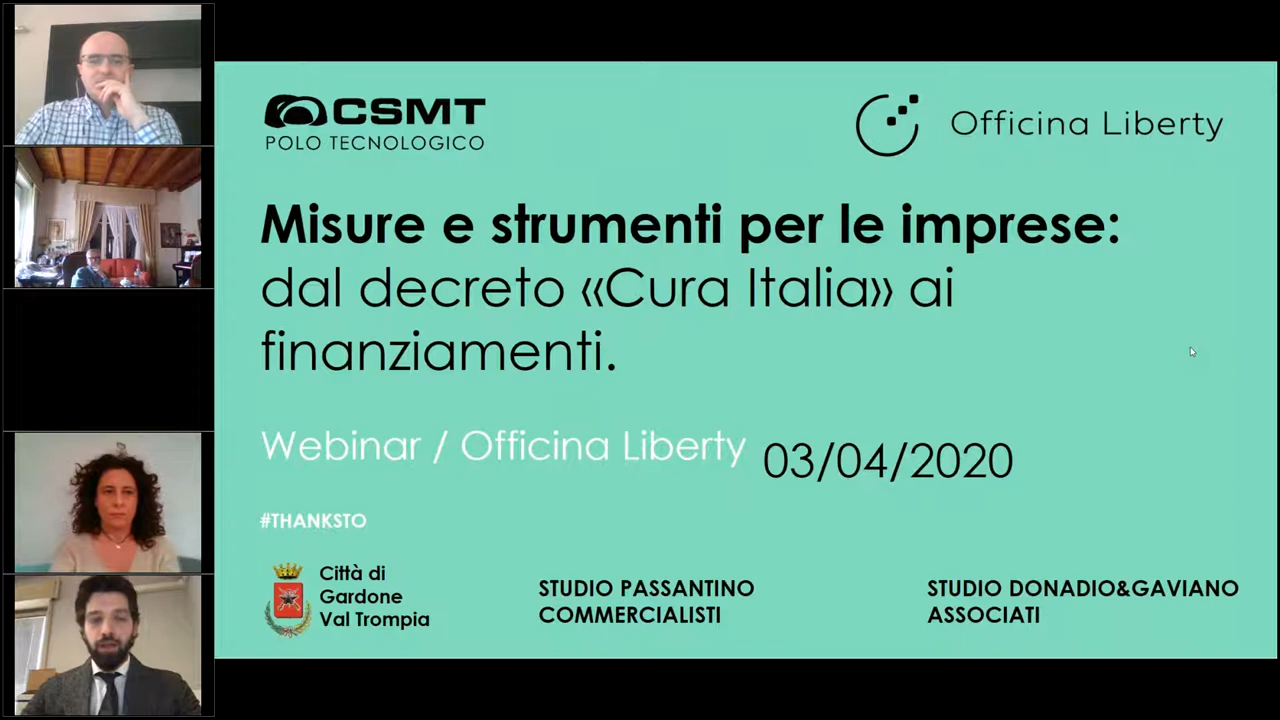 CSMT
POLO TECNOLOGICO
Officina Liberty
Misure e strumenti per le imprese:
dal decreto «Cura Italia» ai
finanziamenti.
Webinar / Officina Liberty 03/04/2020
#THANKSTO
Città di
Gardone
Val Trompia
STUDIO PASSANTINO
COMMERCIALISTI
STUDIO DONADIO&GAVIANO
ASSOCIATI